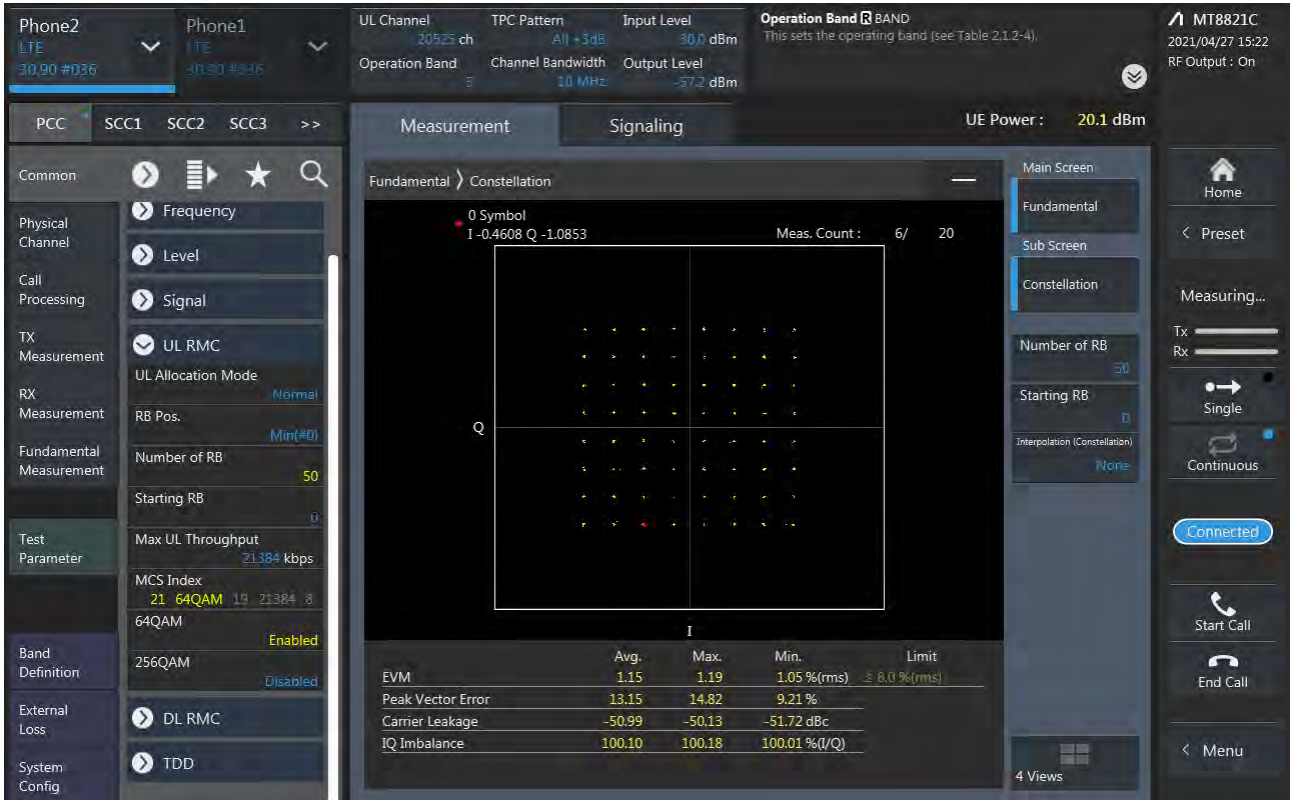 Phone2
LTE
30.90 #036
Phone1
LTE
30.90 #036
UL Channel
20525 ch
TPC Pattern
All +3dB
Input Level
30.0 dBm
Operation Band
5
Channel Bandwidth
10 MHz
Output Level
-57.2 dBm
Operation Band R BAND
This sets the operating band (see Table 2.1.2-4).
MT8821C
2021/04/27 15:22
RF Output : On
PCC SCC1 SCC2 SCC3 >>
Measurement
Signaling
UE Power : 20.1 dBm
Common
Physical
Channel
Call
Processing
TX
Measurement
RX
Measurement
Fundamental
Measurement
Test
Parameter
Band
Definition
External
Loss
System
Config
Frequency
Level
Signal
UL RMC
UL Allocation Mode
Normal
RB Pos.
Min(#0)
Number of RB
50
Starting RB
0
Max UL Throughput
21384 kbps
MCS Index
21 64QAM 19 21384 8
64QAM
Enabled
256QAM
Disabled
DL RMC
TDD
Fundamental > Constellation
0 Symbol
I -0.4608 Q -1.0853
Meas. Count : 6/ 20
Q
I
Avg. Max. Min. Limit
EVM 1.15 1.19 1.05 %(rms) ≤ 8.0 %(rms)
Peak Vector Error 13.15 14.82 9.21 %
Carrier Leakage -50.99 -50.13 -51.72 dBc
IQ Imbalance 100.10 100.18 100.01 %(I/Q)
Main Screen
Fundamental
Sub Screen
Constellation
Number of RB
50
Starting RB
0
Interpolation (Constellation)
None
4 Views
Home
< Preset
Measuring...
Tx
Rx
Single
Continuous
Connected
Start Call
End Call
< Menu